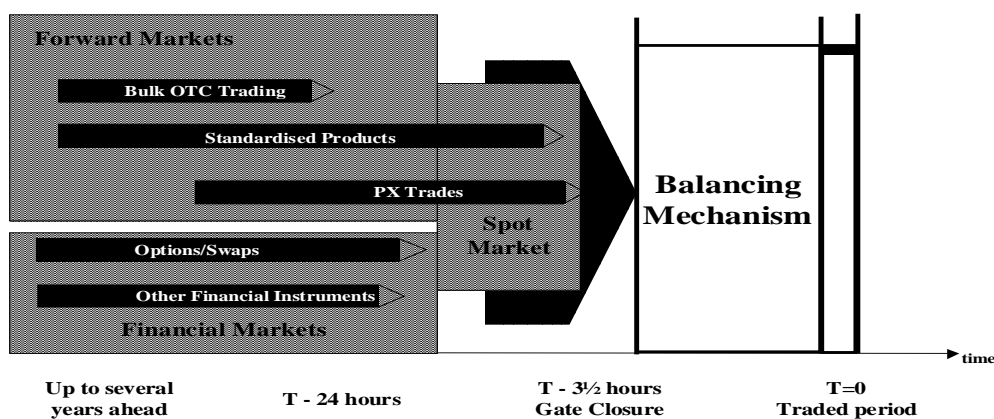 Forward Markets
Bulk OTC Trading
Standardised Products
PX Trades
Spot
Market
Options/Swaps
Other Financial Instruments
Financial Markets
Balancing
Mechanism
time
Up to several
years ahead
T - 24 hours
T - 3½ hours
Gate Closure
T=0
Traded period